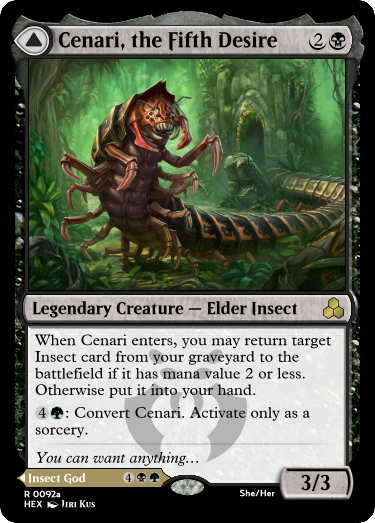 Cenari, the Fifth Desire 2
Legendary Creature — Elder Insect
When Cenari enters, you may return target
Insect card from your graveyard to the
battlefield if it has mana value 2 or less.
Otherwise put it into your hand.
4 : Convert Cenari. Activate only as a
sorcery.
You can want anything…
Insect God 4
3/3
R 0092a
She/Her
HEX Jiri Kus